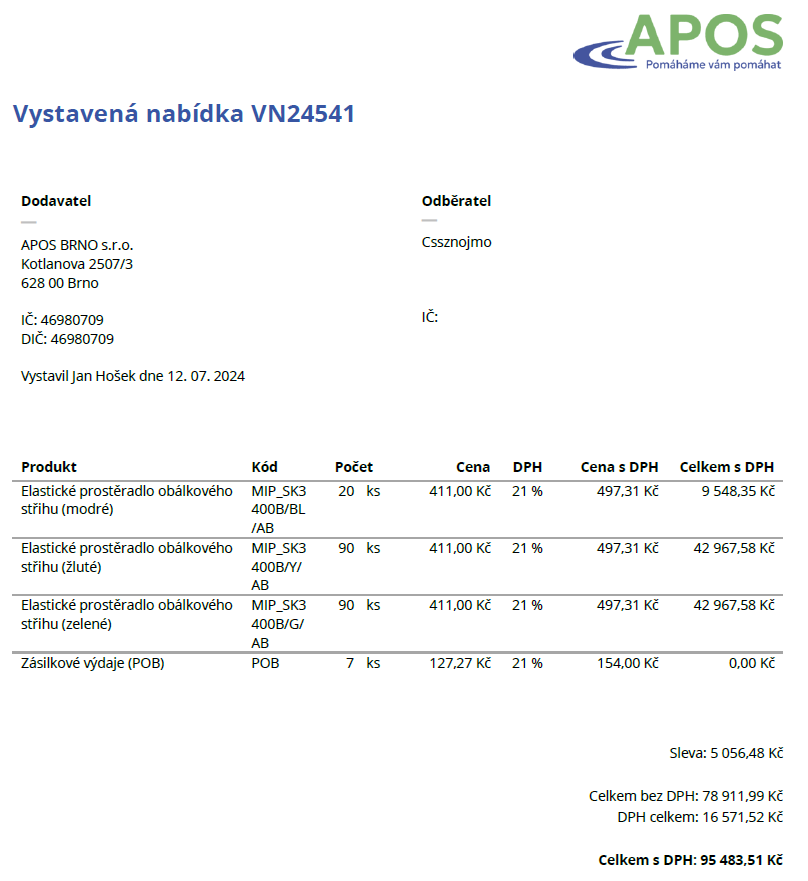 APOS
Pomáháme vám pomáhat
Vystavená nabídka VN24541
Dodavatel
Odběratel
APOS BRNO s.r.o.
Kotlanova 2507/3
628 00 Brno
Cssznojmo
IČ: 46980709
DIČ: 46980709
IČ:
Vystavil Jan Hošek dne 12. 07. 2024
Produkt Kód Počet Cena DPH Cena s DPH Celkem s DPH
Elastické prostěradlo obálkového MIP_SK3 20 ks 411,00 Kč 21 % 497,31 Kč 9 548,35 Kč
střihu (modré) 400B/BL
/AB
Elastické prostěradlo obálkového MIP_SK3 90 ks 411,00 Kč 21 % 497,31 Kč 42 967,58 Kč
střihu (žluté) 400B/Y/
AB
Elastické prostěradlo obálkového MIP_SK3 90 ks 411,00 Kč 21 % 497,31 Kč 42 967,58 Kč
střihu (zelené) 400B/G/
AB
Zásilkové výdaje (POB) POB 7 ks 127,27 Kč 21 % 154,00 Kč 0,00 Kč
Sleva: 5 056,48 Kč
Celkem bez DPH: 78 911,99 Kč
DPH celkem: 16 571,52 Kč
Celkem s DPH: 95 483,51 Kč